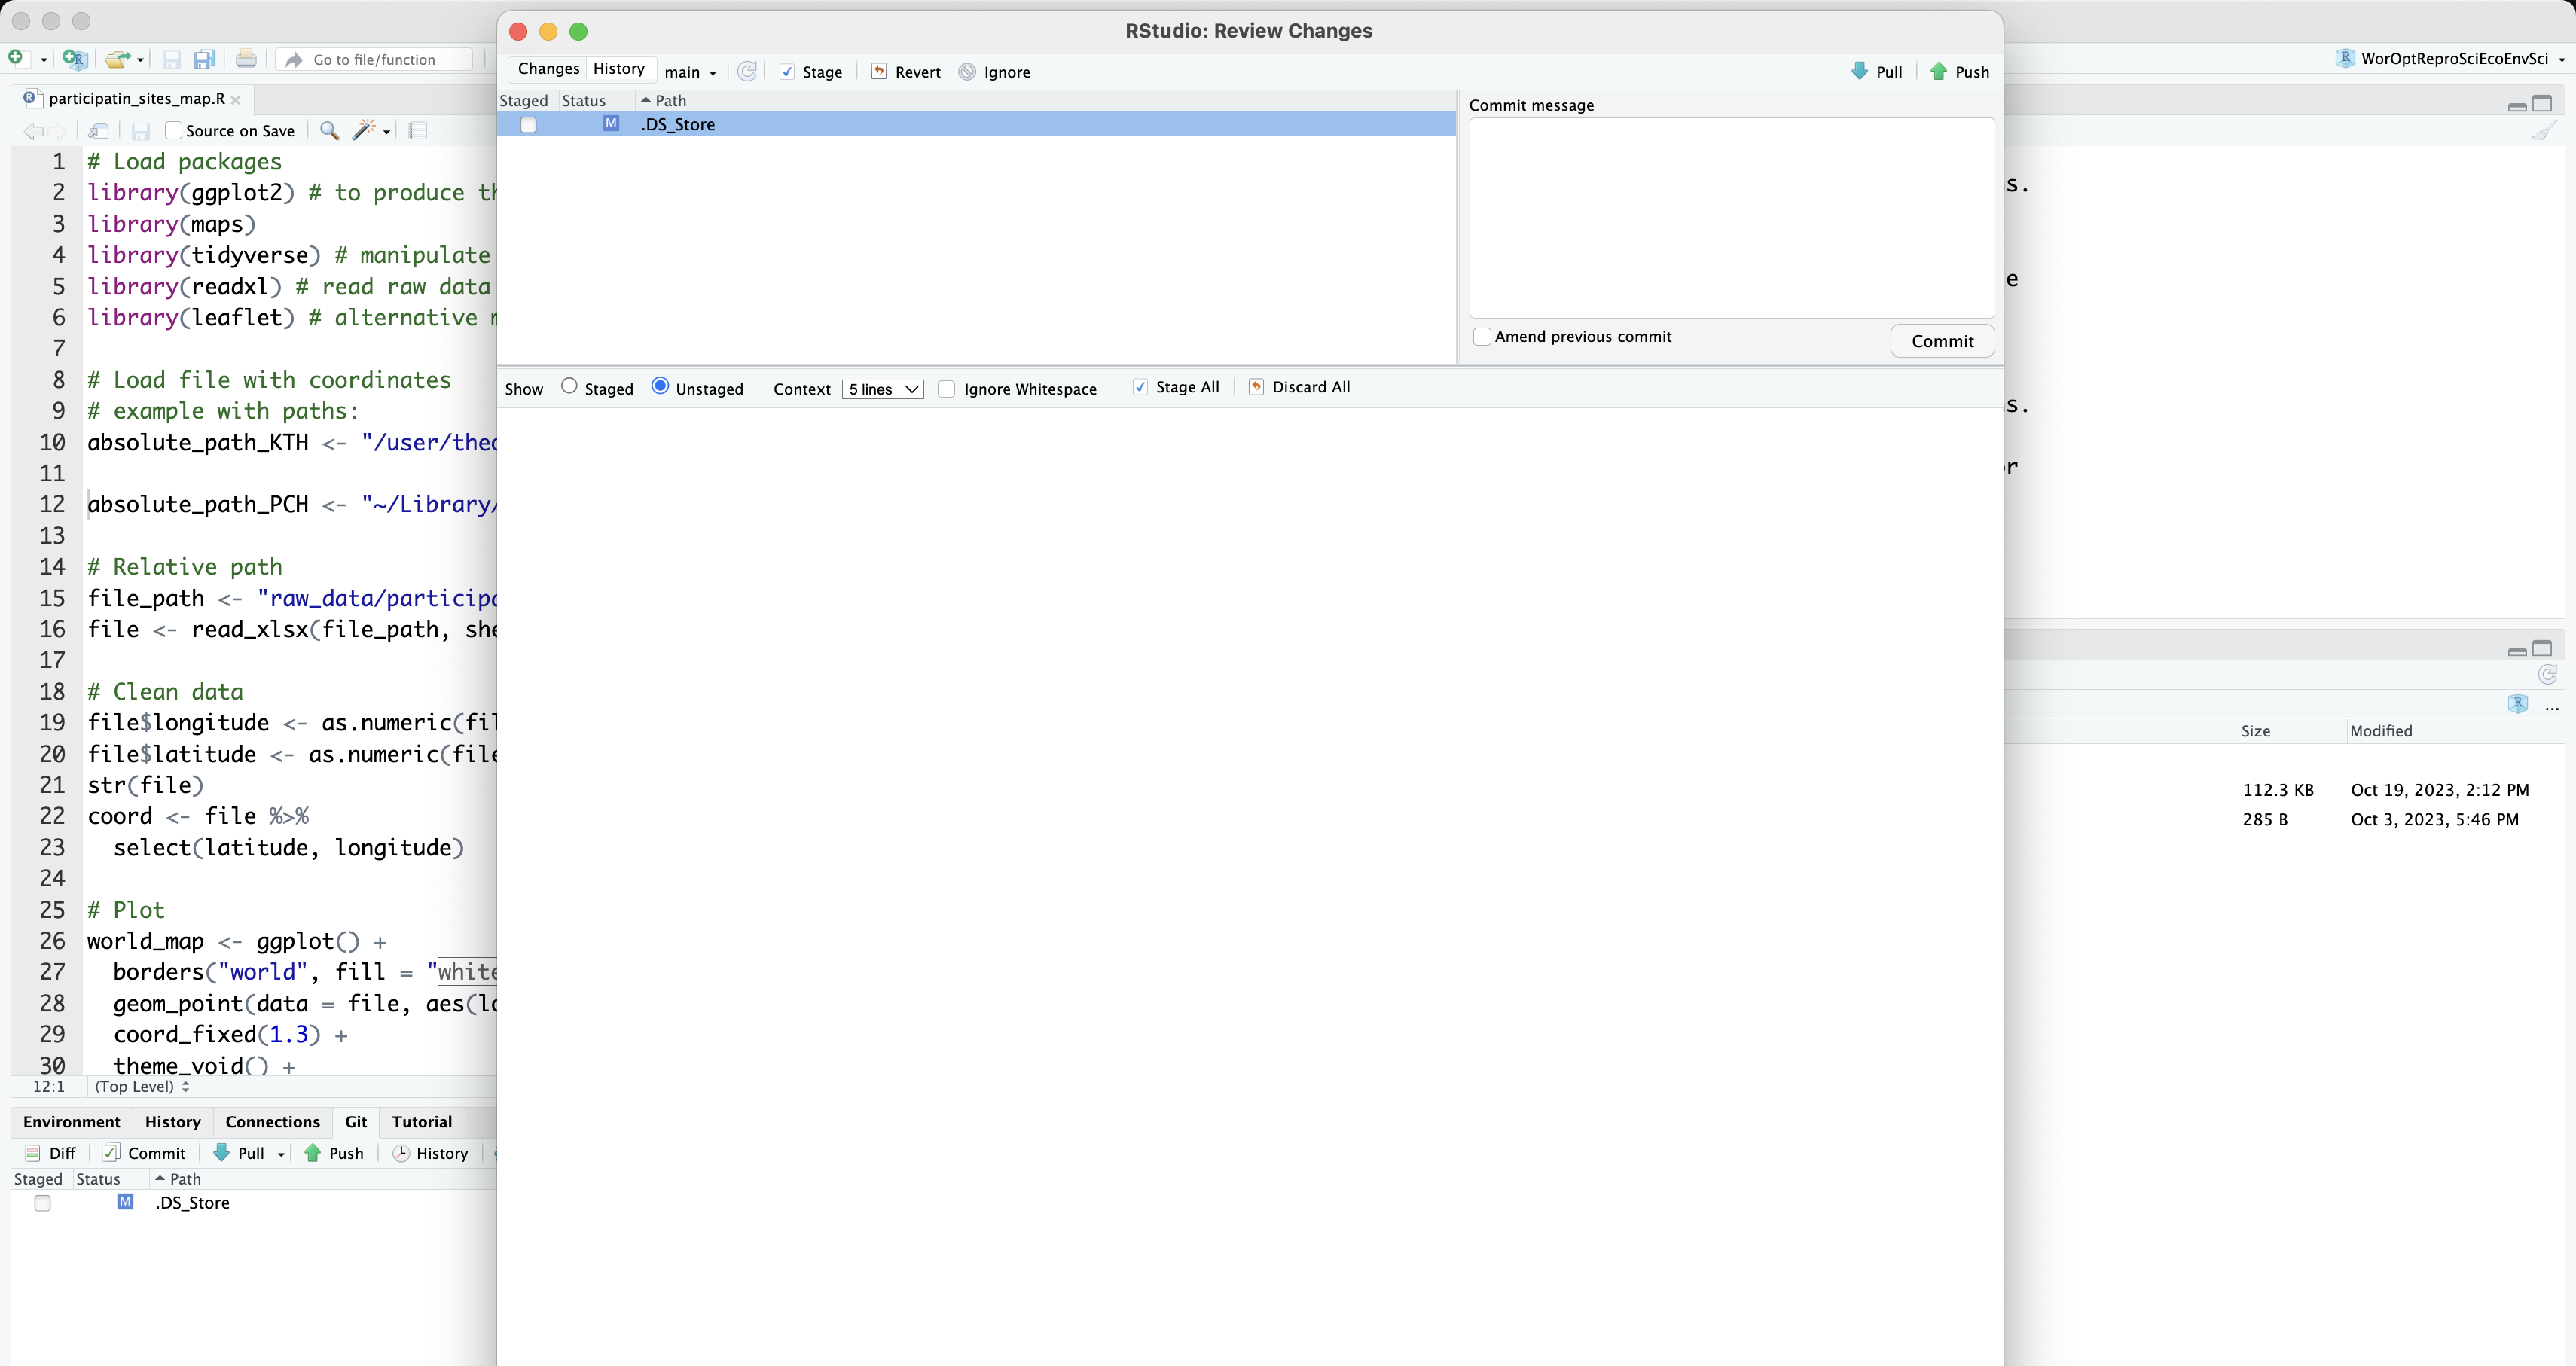 RStudio: Review Changes
Go to file/function
WorOptReproSciEcoEnvSci
participatin_sites_map.R
Source on Save
1 # Load packages
2 library(ggplot2) # to produce
3 library(maps)
4 library(tidyverse) # manipulate
5 library(readxl) # read raw data
6 library(leaflet) # alternative
7
8 # Load file with coordinates
9 # example with paths:
10 absolute_path_KTH <- "/user/
11
12 absolute_path_PCH <- "~/Library/
13
14 # Relative path
15 file_path <- "raw_data/
16 file <- read_xlsx(file_path,
17
18 # Clean data
19 file$longitude <- as.numeric(
20 file$latitude <- as.numeric(file
21 str(file)
22 coord <- file %>%
23 select(latitude, longitude)
24
25 # Plot
26 world_map <- ggplot() +
27 borders("world", fill = "white
28 geom_point(data = file, aes(
29 coord_fixed(1.3) +
30 theme_void() +
12:1 (Top Level)
Environment History Connections Git Tutorial
Diff Commit Pull Push History
Staged Status Path
M .DS_Store
Changes History main Stage Revert Ignore Pull Push
Staged Status Path
M .DS_Store
Commit message
Amend previous commit
Commit
Show Staged Unstaged Context 5 lines Ignore Whitespace Stage All Discard All
s.
e
s.
r
...
Size Modified
112.3 KB Oct 19, 2023, 2:12 PM
285 B Oct 3, 2023, 5:46 PM